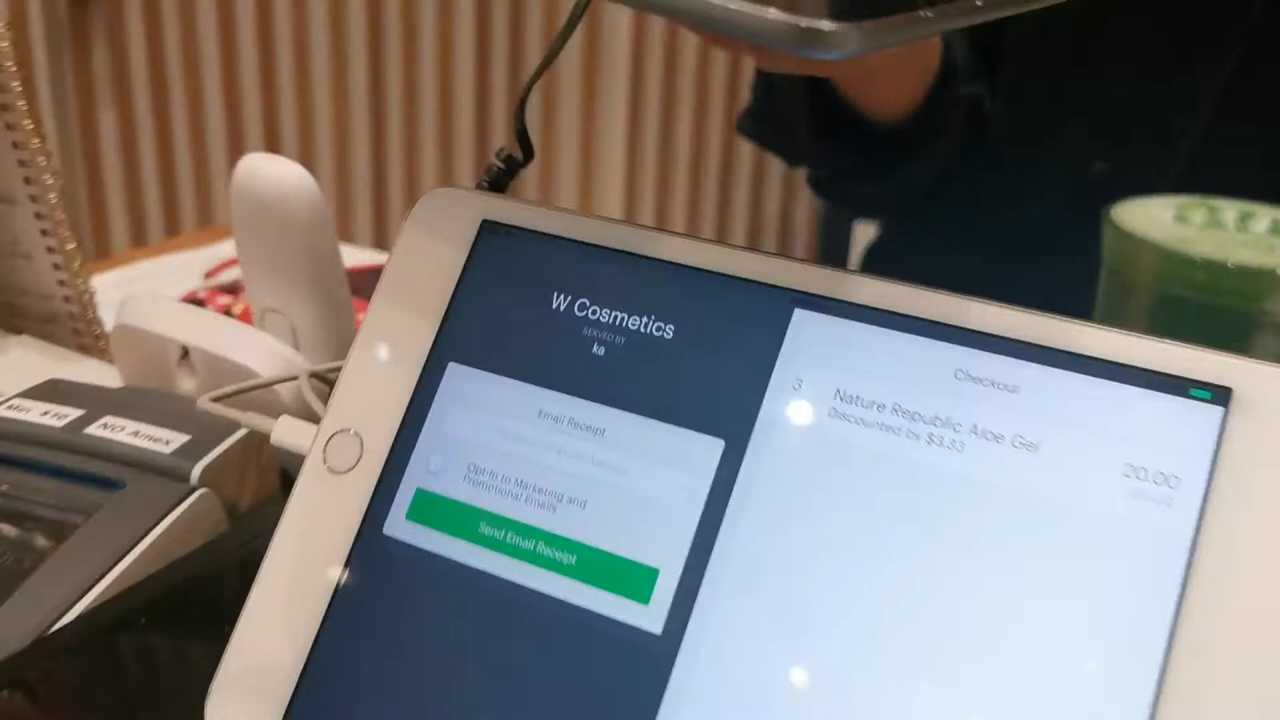 W Cosmetics
SERVED BY
ka
Email Receipt
Opt-in to Marketing and
Promotional Emails
Send Email Receipt
Checkout
3
Nature Republic Aloe Gel
Discounted by $3.33
20.00
Min. $10
NO Amex